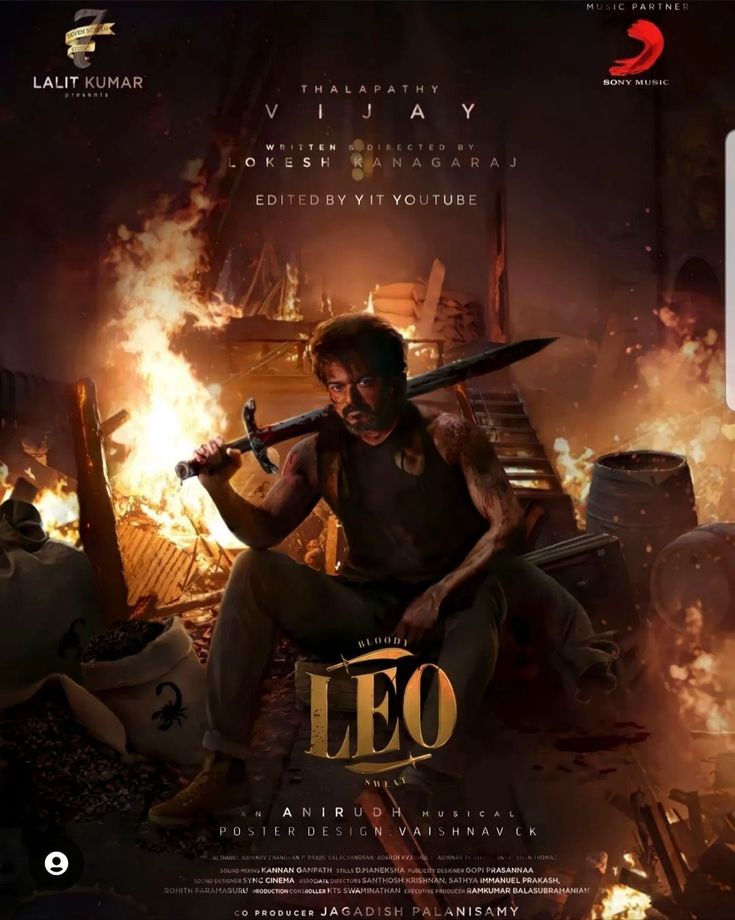 MUSIC PARTNER
7
SEVEN SCREEN
STUDIO
LALIT KUMAR
presents
SONY MUSIC
THALAPATHY
VIJAY
WRITTEN & DIRECTED BY
LOKESH KANAGARAJ
EDITED BY YIT YOUTUBE
BLOODY
LEO
SWEAT
AN ANIRUDH MUSICAL
POSTER DESIGN: VAISHNAV CK
SOUND MIXING KANNAN GANPATH STILLS D.MANEKSHA PUBLICITY DESIGNER GOPI PRASANNAA
SOUND DESIGNER SYNC CINEMA ASSOCIATE DIRECTORS SANTHOSH KRISHNAN, SATHYA IMMANUEL PRAKASH,
ROHITH PARAMAGURU PRODUCTION CONTROLLER KTS SWAMINATHAN EXECUTIVE PRODUCER RAMKUMAR BALASUBRAMANIAN
CO PRODUCER JAGADISH PALANISAMY